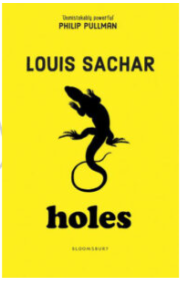 'Unmistakably powerful'
PHILIP PULLMAN
LOUIS SACHAR
holes
BLOOMSBURY